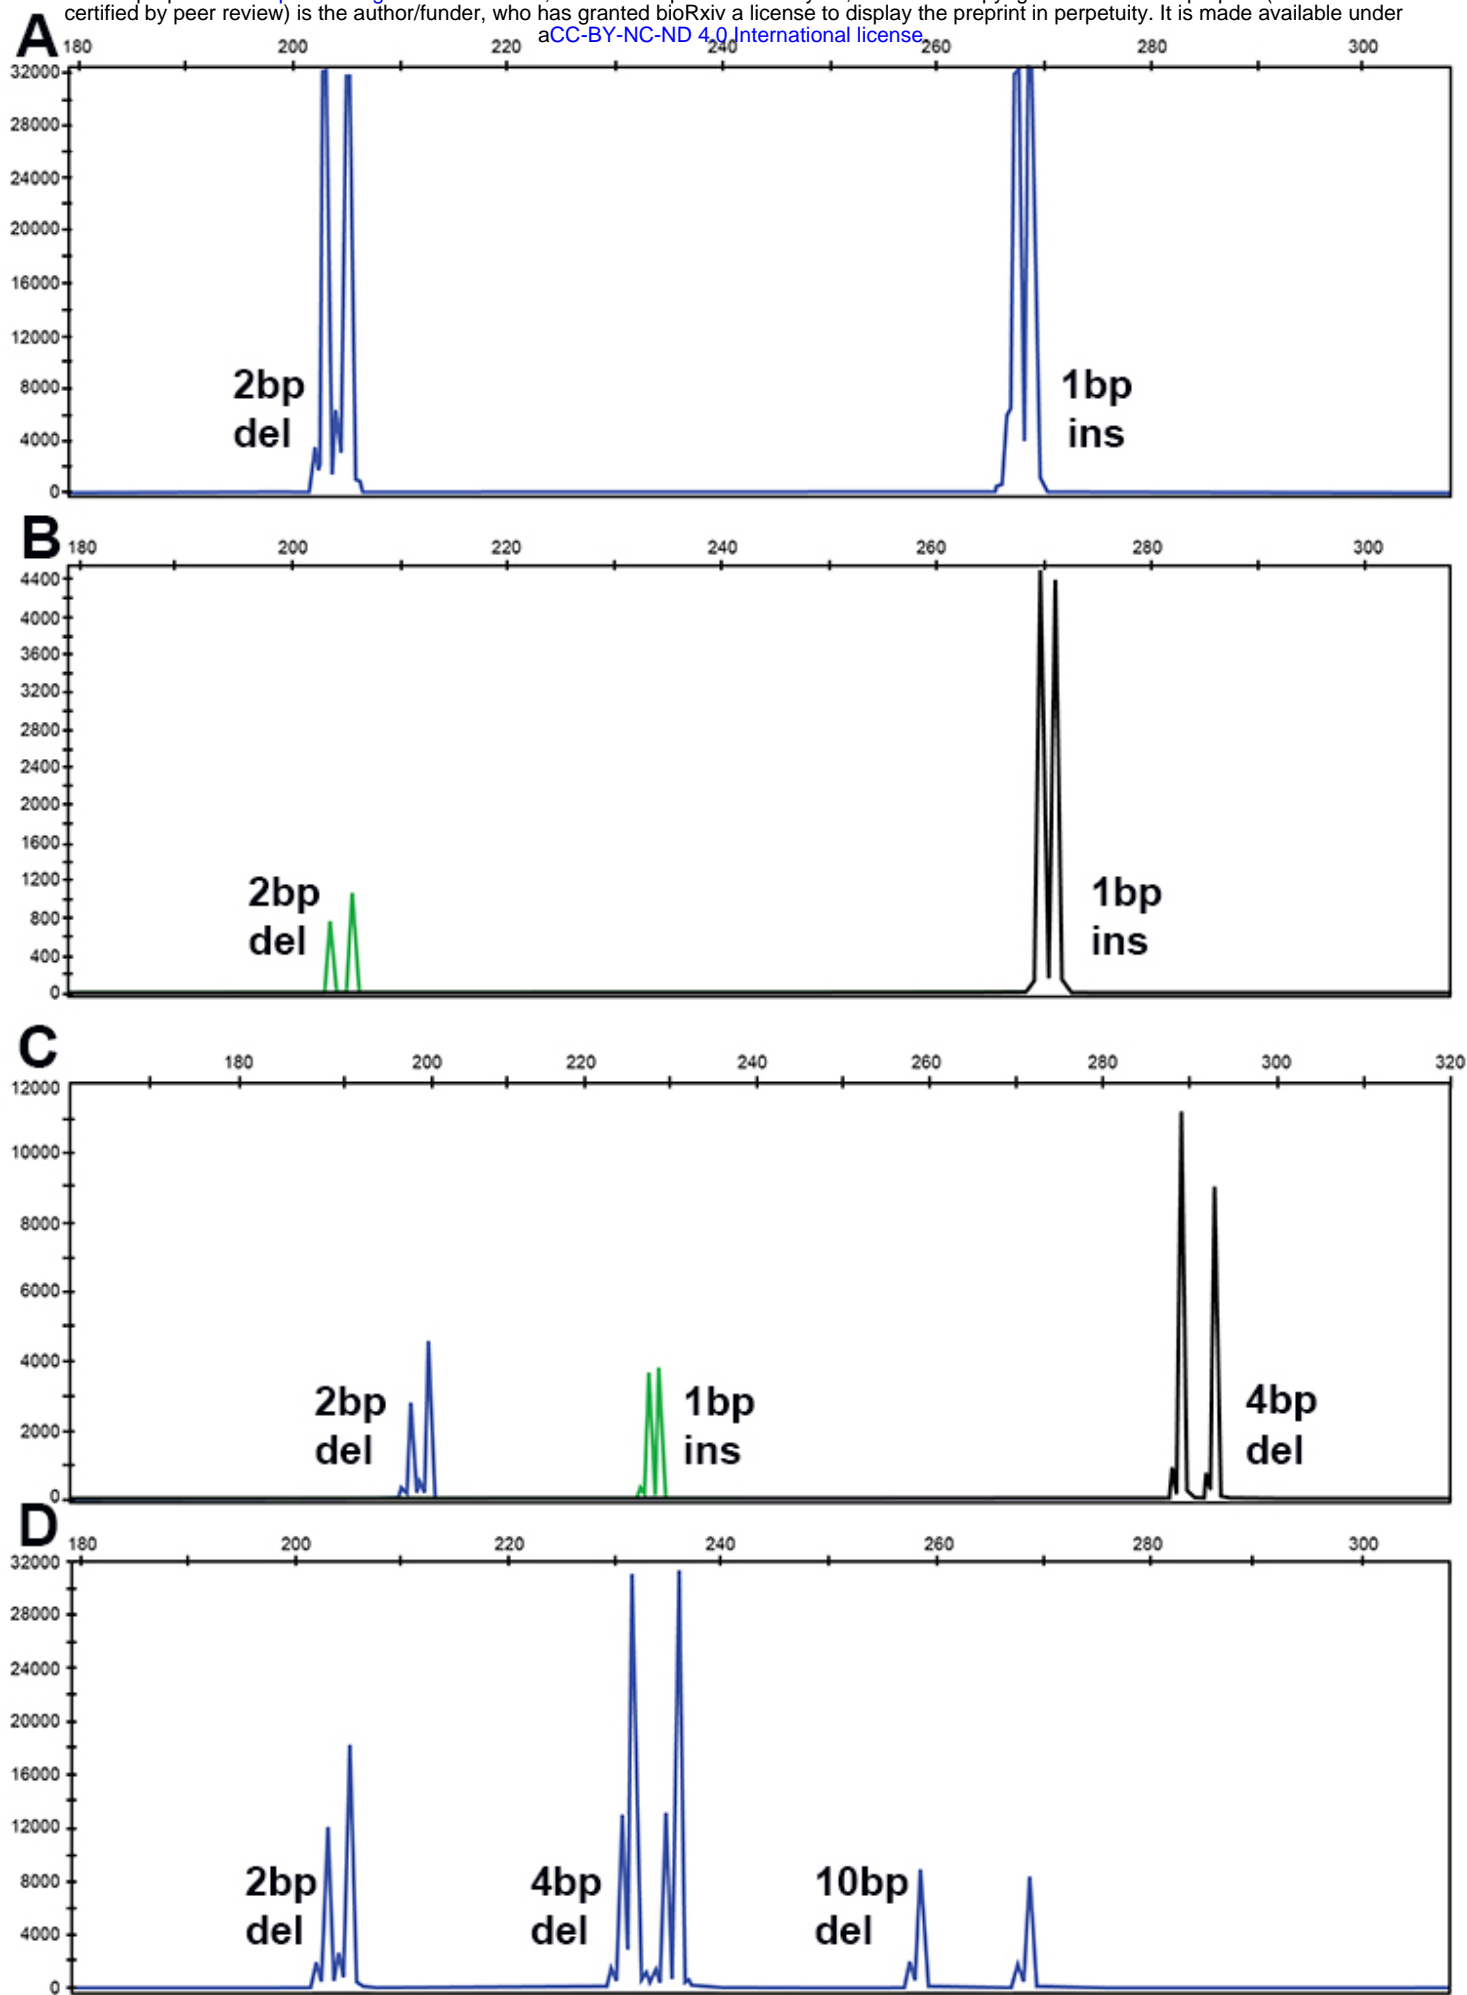 certified by peer review) is the author/funder, who has granted bioRxiv a license to display the preprint in perpetuity. It is made available under
aCC-BY-NC-ND 4.0 International license.
A
180 200 220 240 260 280 300
32000
28000
24000
20000
16000
12000
8000
4000
0
2bp
del
1bp
ins
B
180 200 220 240 260 280 300
4400
4000
3600
3200
2800
2400
2000
1600
1200
800
400
0
2bp
del
1bp
ins
C
180 200 220 240 260 280 300 320
12000
10000
8000
6000
4000
2000
0
2bp
del
1bp
ins
4bp
del
D
180 200 220 240 260 280 300
32000
28000
24000
20000
16000
12000
8000
4000
0
2bp
del
4bp
del
10bp
del